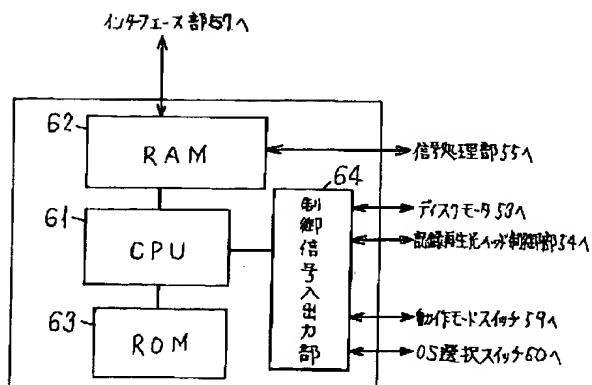 インターフェース部57へ
62
RAM
信号処理部55へ
64
61
制御信号入出力部
ディスクモータ53へ
CPU
記録再生光ヘッド制御部54へ
63
ROM
動作モードスイッチ59へ
OS選択スイッチ60へ